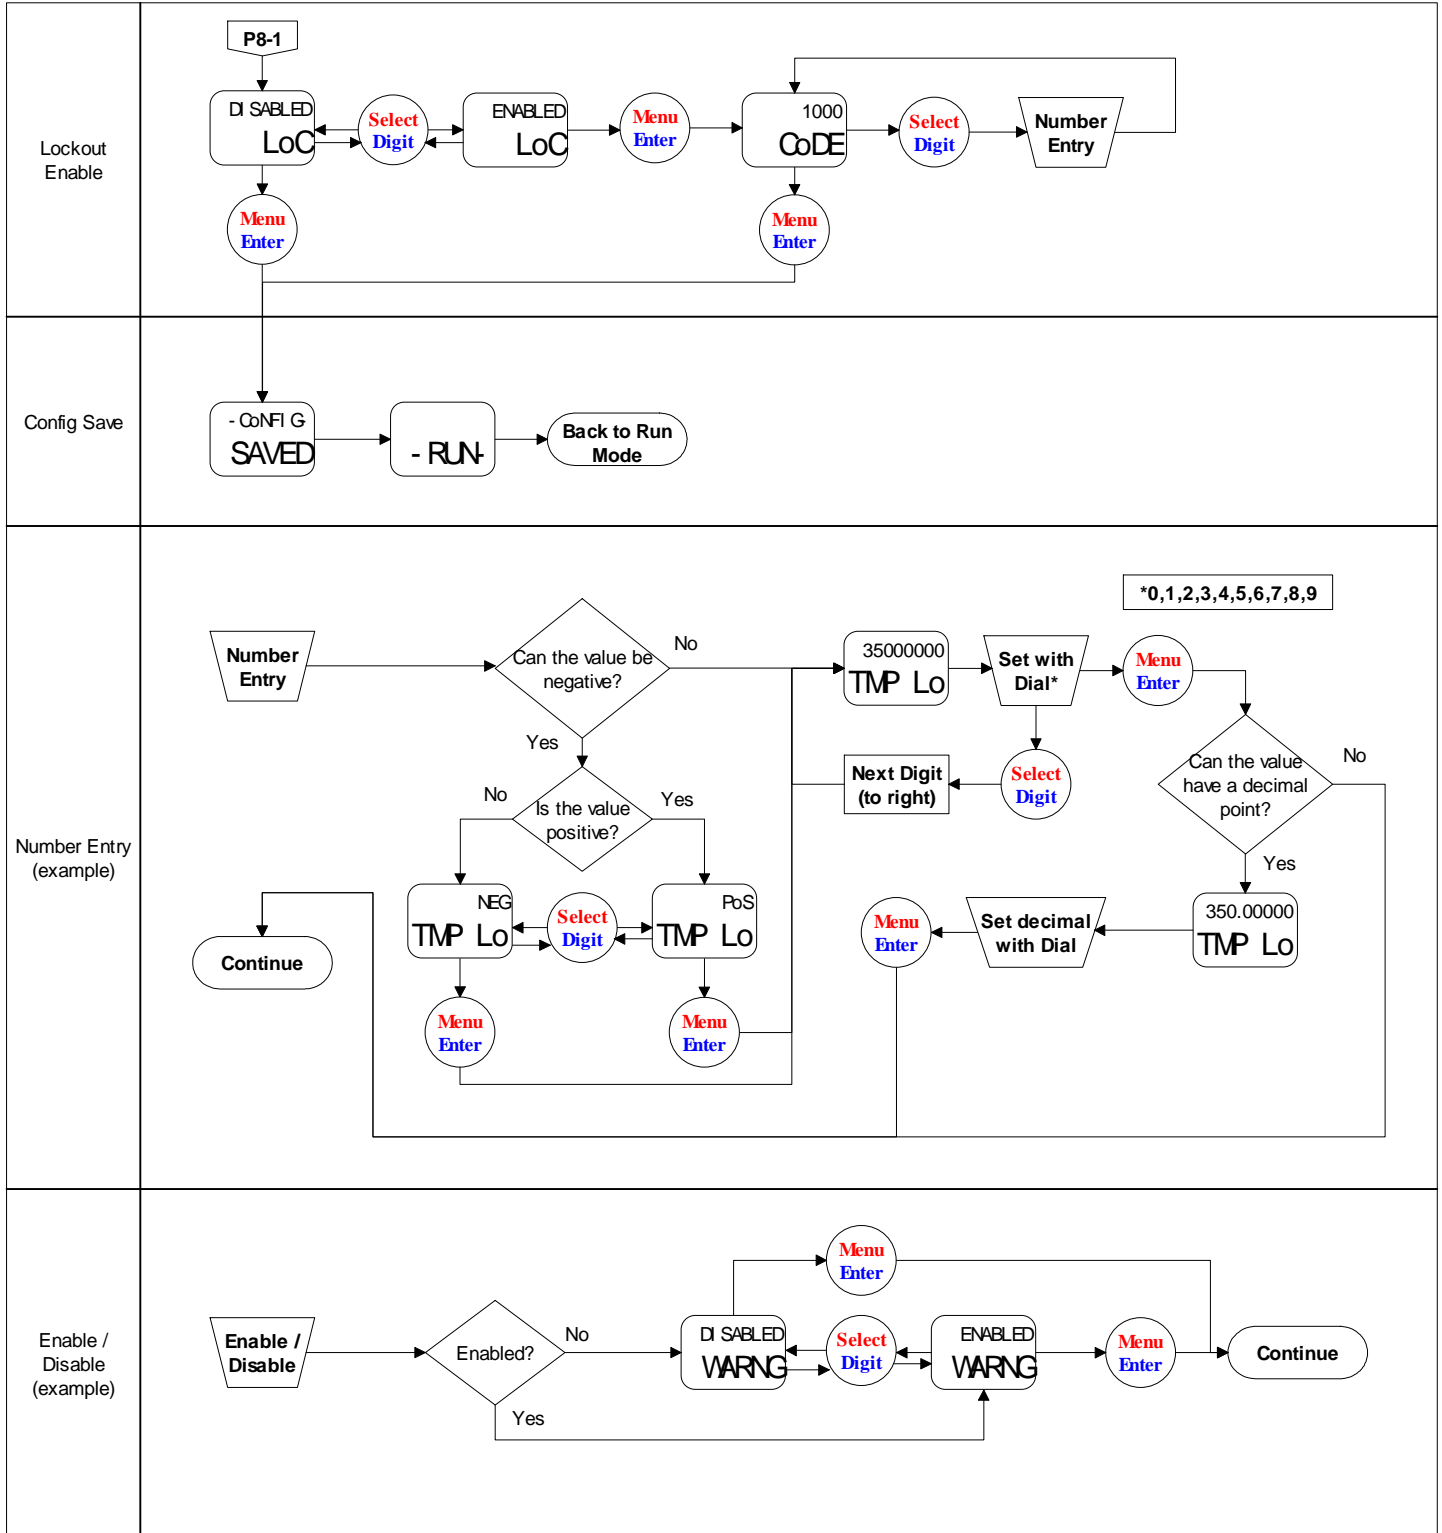 P8-1
Lockout
Enable
DISABLED
LoC
Select
Digit
ENABLED
LoC
Menu
Enter
1000
CoDE
Select
Digit
Number
Entry
Menu
Enter
Menu
Enter
Config Save
-CoNFIG-
SAVED
-RUN-
Back to Run
Mode
Number Entry
(example)
*0,1,2,3,4,5,6,7,8,9
Number
Entry
Can the value be
negative?
No
Yes
35000000
TMP Lo
Set with
Dial*
Menu
Enter
Next Digit
(to right)
Select
Digit
Can the value
have a decimal
point?
No
Yes
Is the value
positive?
No
Yes
NEG
TMP Lo
Select
Digit
PoS
TMP Lo
Menu
Enter
Set decimal
with Dial
350.00000
TMP Lo
Continue
Menu
Enter
Menu
Enter
Enable /
Disable
(example)
Enable /
Disable
Enabled?
No
Yes
DISABLED
WARNG
Menu
Enter
Select
Digit
ENABLED
WARNG
Menu
Enter
Continue